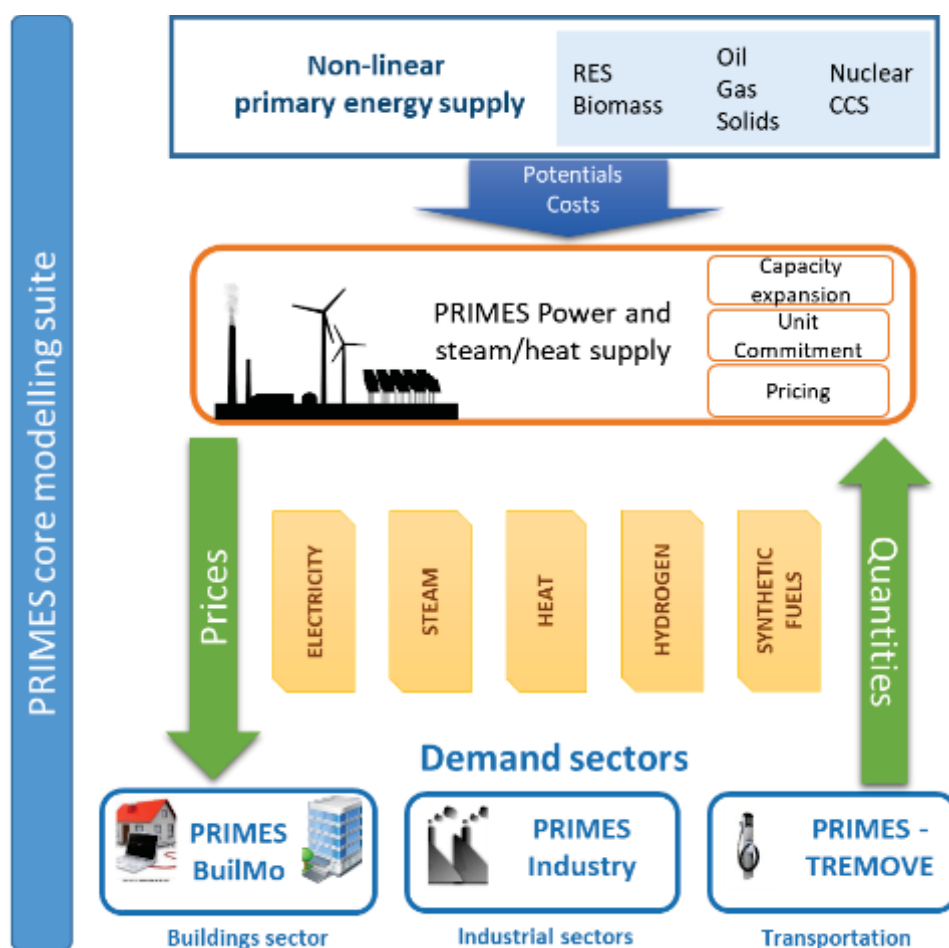 PRIMES core modelling suite
Non-linear
primary energy supply
RES
Biomass
Oil
Gas
Solids
Nuclear
CCS
Potentials
Costs
PRIMES Power and
steam/heat supply
Capacity
expansion
Unit
Commitment
Pricing
Prices
ELECTRICITY
STEAM
HEAT
HYDROGEN
SYNTHETIC
FUELS
Quantities
Demand sectors
PRIMES
BuilMo
PRIMES
Industry
PRIMES -
TREMOVE
Buildings sector
Industrial sectors
Transportation